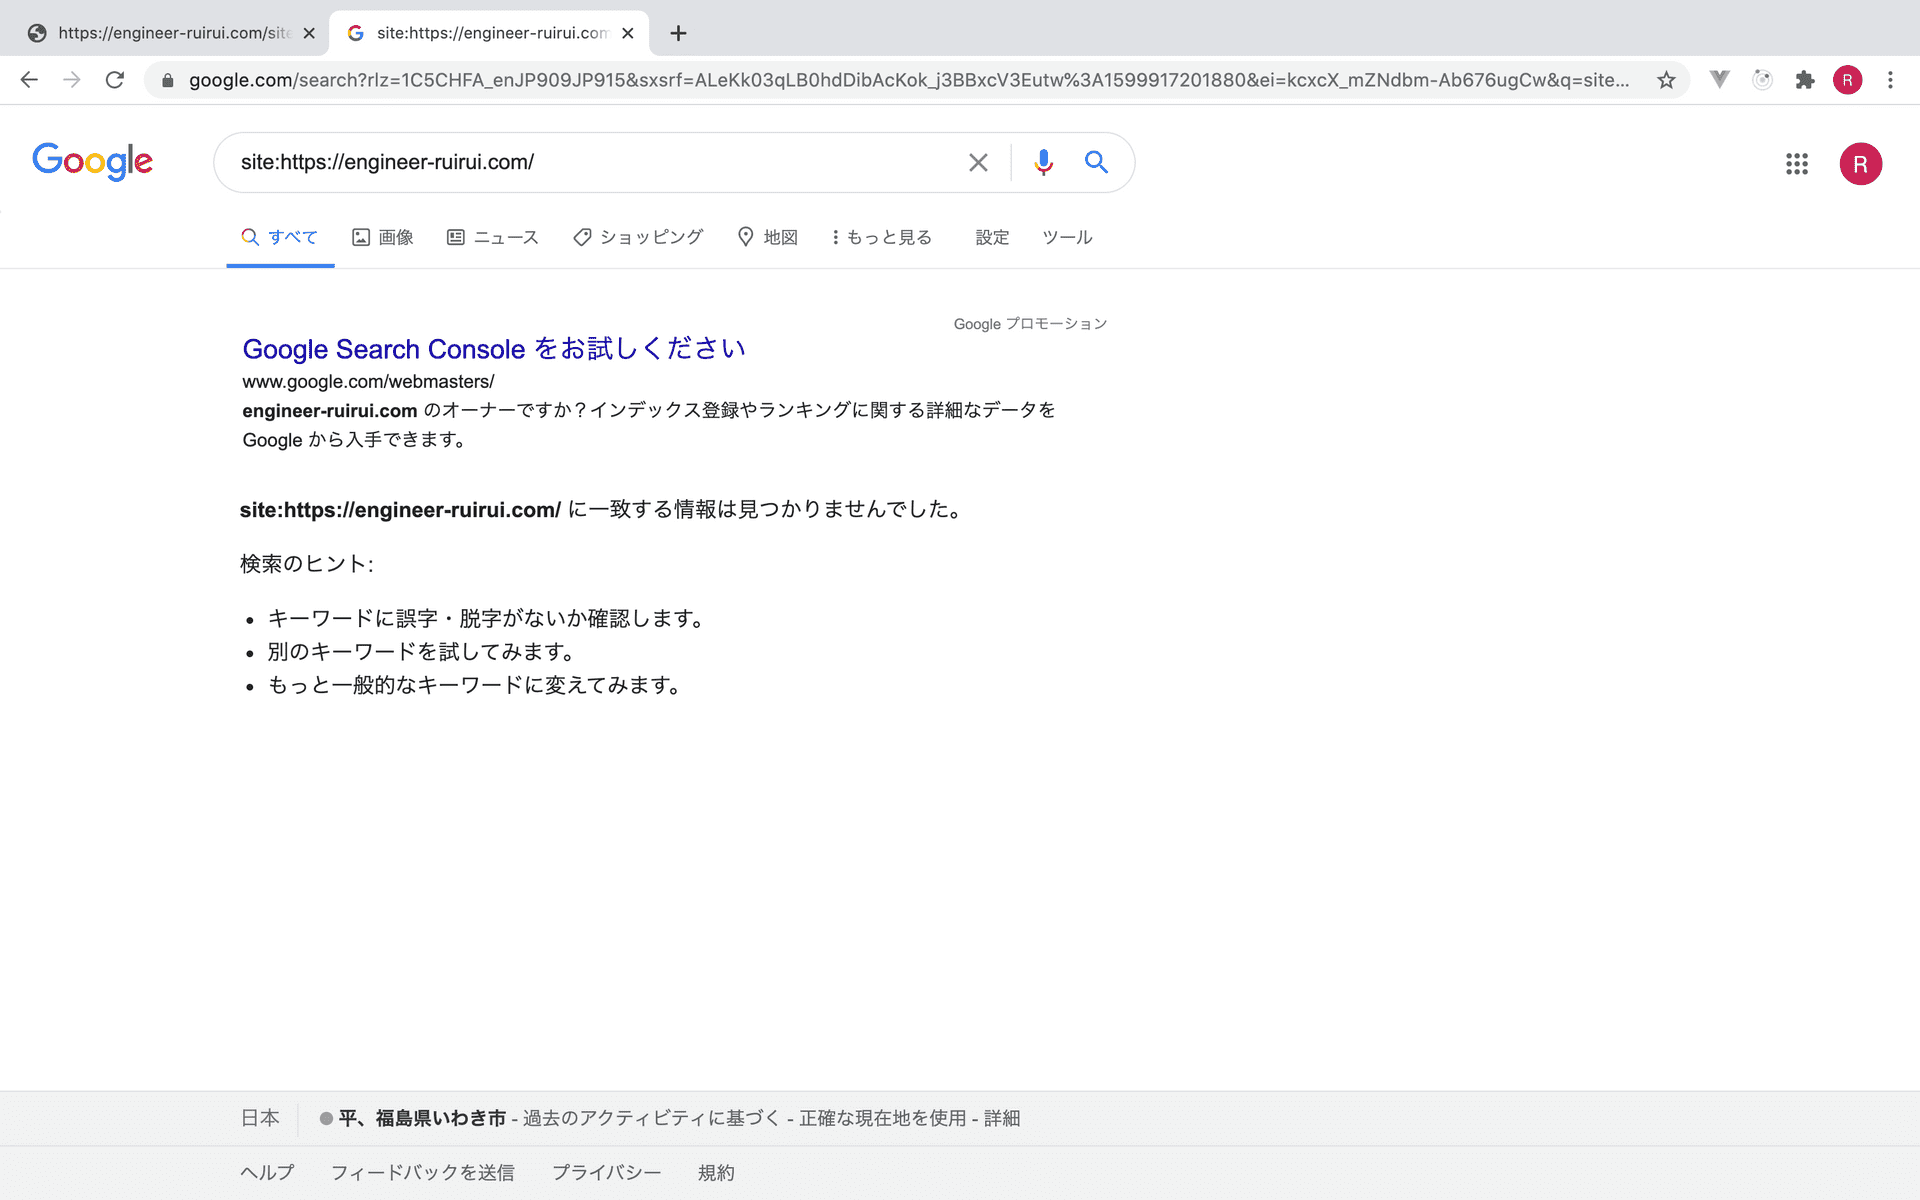 https://engineer-ruirui.com/site
site:https://engineer-ruirui.com
google.com/search?rlz=1C5CHFA_enJP909JP915&sxsrf=ALeKk03qLB0hdDibAcKok_j3BBxcV3Eutw%3A1599917201880&ei=kcxcX_mZNdbm-Ab676ugCw&q=site...
R
Google
site:https://engineer-ruirui.com/
R
すべて 画像 ニュース ショッピング 地図 もっと見る 設定 ツール
Google プロモーション
Google Search Console をお試しください
www.google.com/webmasters/
engineer-ruirui.com のオーナーですか？インデックス登録やランキングに関する詳細なデータを
Google から入手できます。
site:https://engineer-ruirui.com/ に一致する情報は見つかりませんでした。
検索のヒント:
• キーワードに誤字・脱字がないか確認します。
• 別のキーワードを試してみます。
• もっと一般的なキーワードに変えてみます。
日本
平、福島県いわき市 - 過去のアクティビティに基づく - 正確な現在地を使用 - 詳細
ヘルプ フィードバックを送信 プライバシー 規約